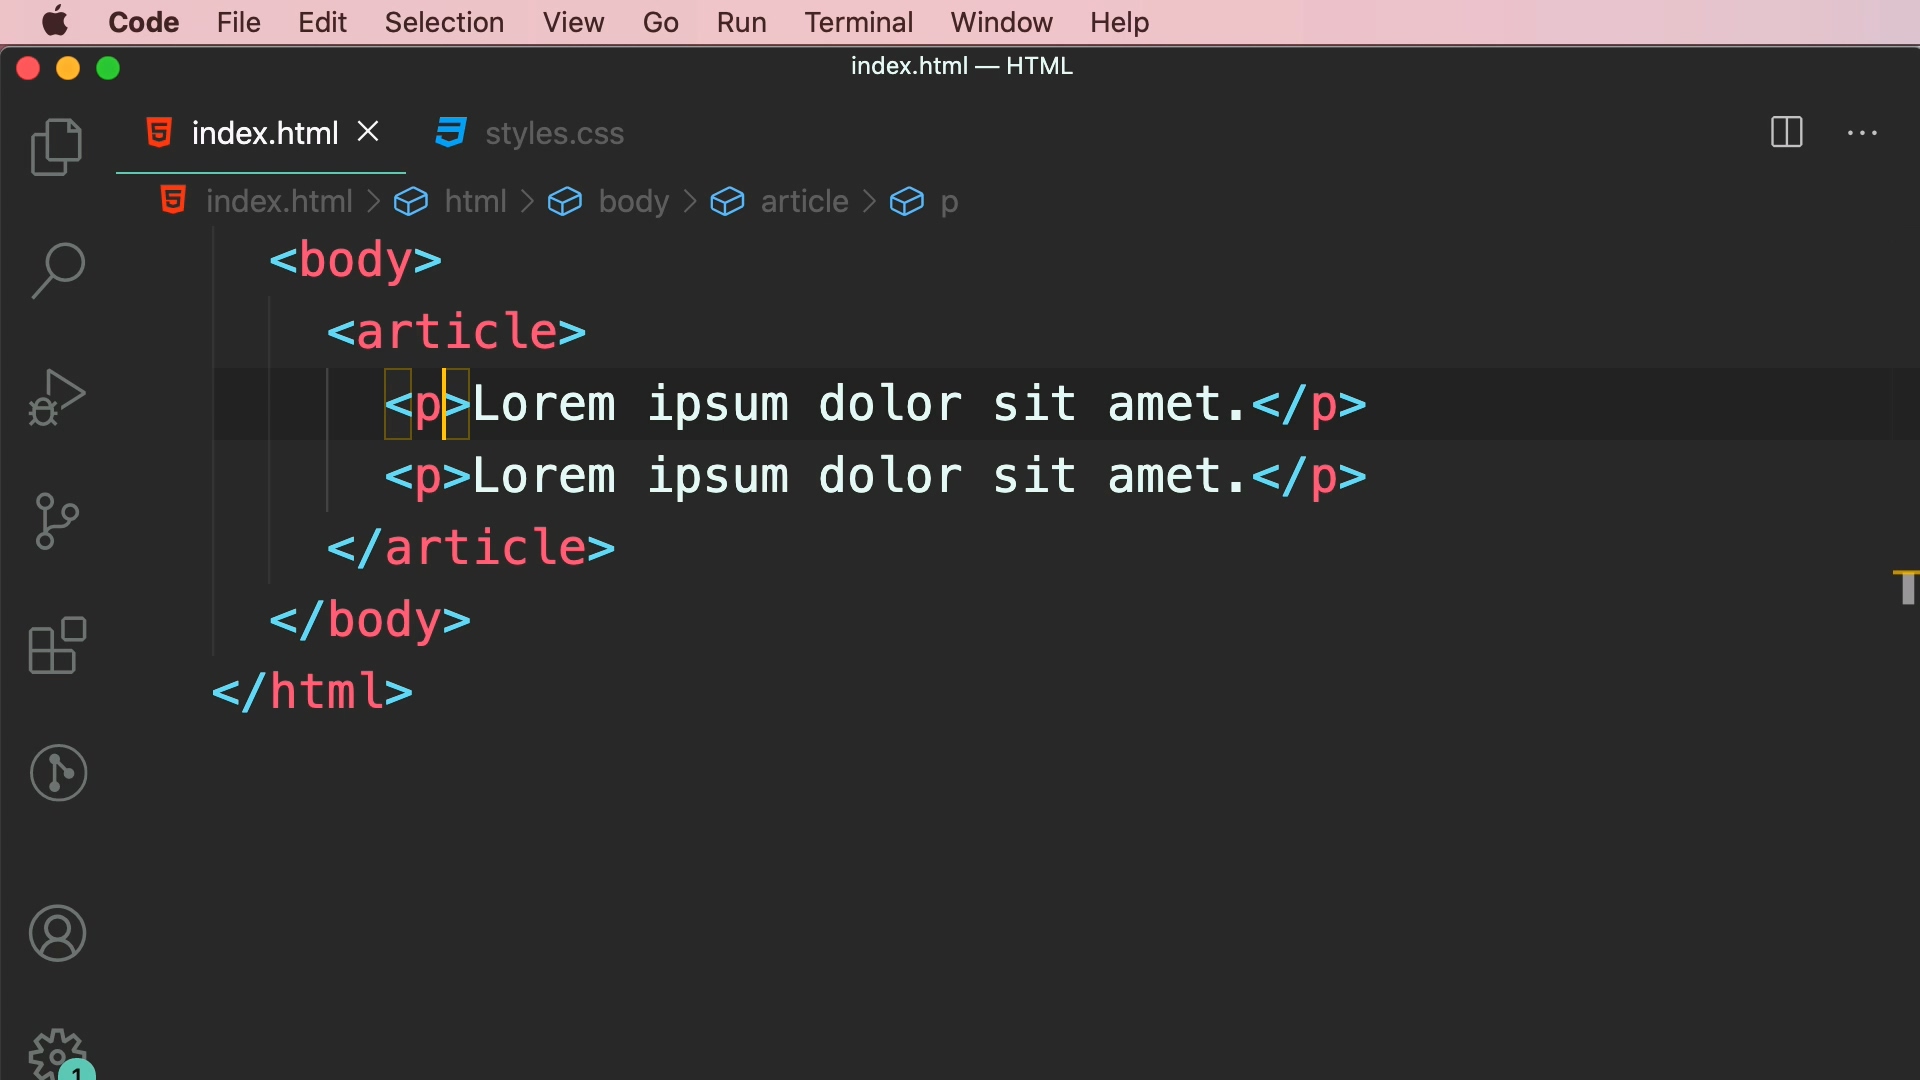 Code File Edit Selection View Go Run Terminal Window Help
index.html — HTML
index.html styles.css
index.html > html > body > article > p
<body>
<article>
<p>Lorem ipsum dolor sit amet.</p>
<p>Lorem ipsum dolor sit amet.</p>
</article>
</body>
</html>
1